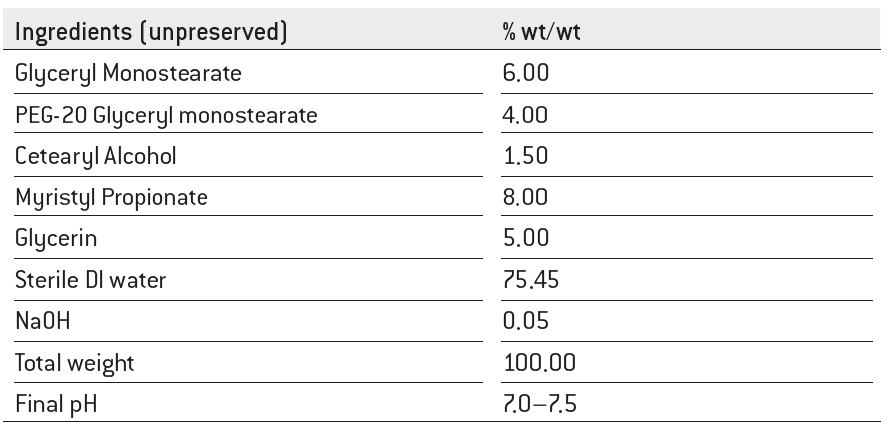 Ingredients (unpreserved) % wt/wt
Glyceryl Monostearate 6.00
PEG-20 Glyceryl monostearate 4.00
Cetearyl Alcohol 1.50
Myristyl Propionate 8.00
Glycerin 5.00
Sterile DI water 75.45
NaOH 0.05
Total weight 100.00
Final pH 7.0–7.5